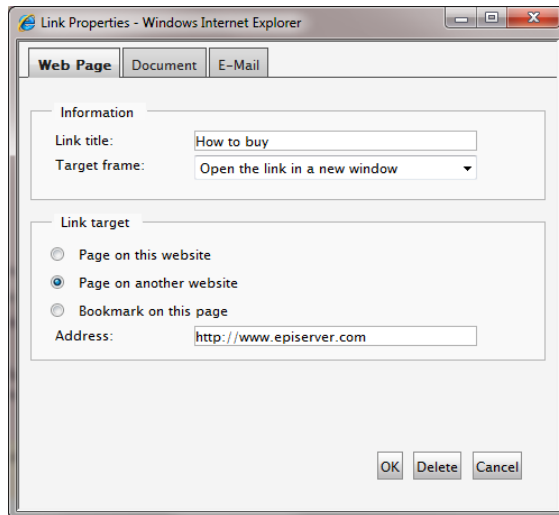 Link Properties - Windows Internet Explorer
Web Page Document E-Mail
Information
Link title: How to buy
Target frame: Open the link in a new window
Link target
Page on this website
Page on another website
Bookmark on this page
Address: http://www.episerver.com
OK Delete Cancel